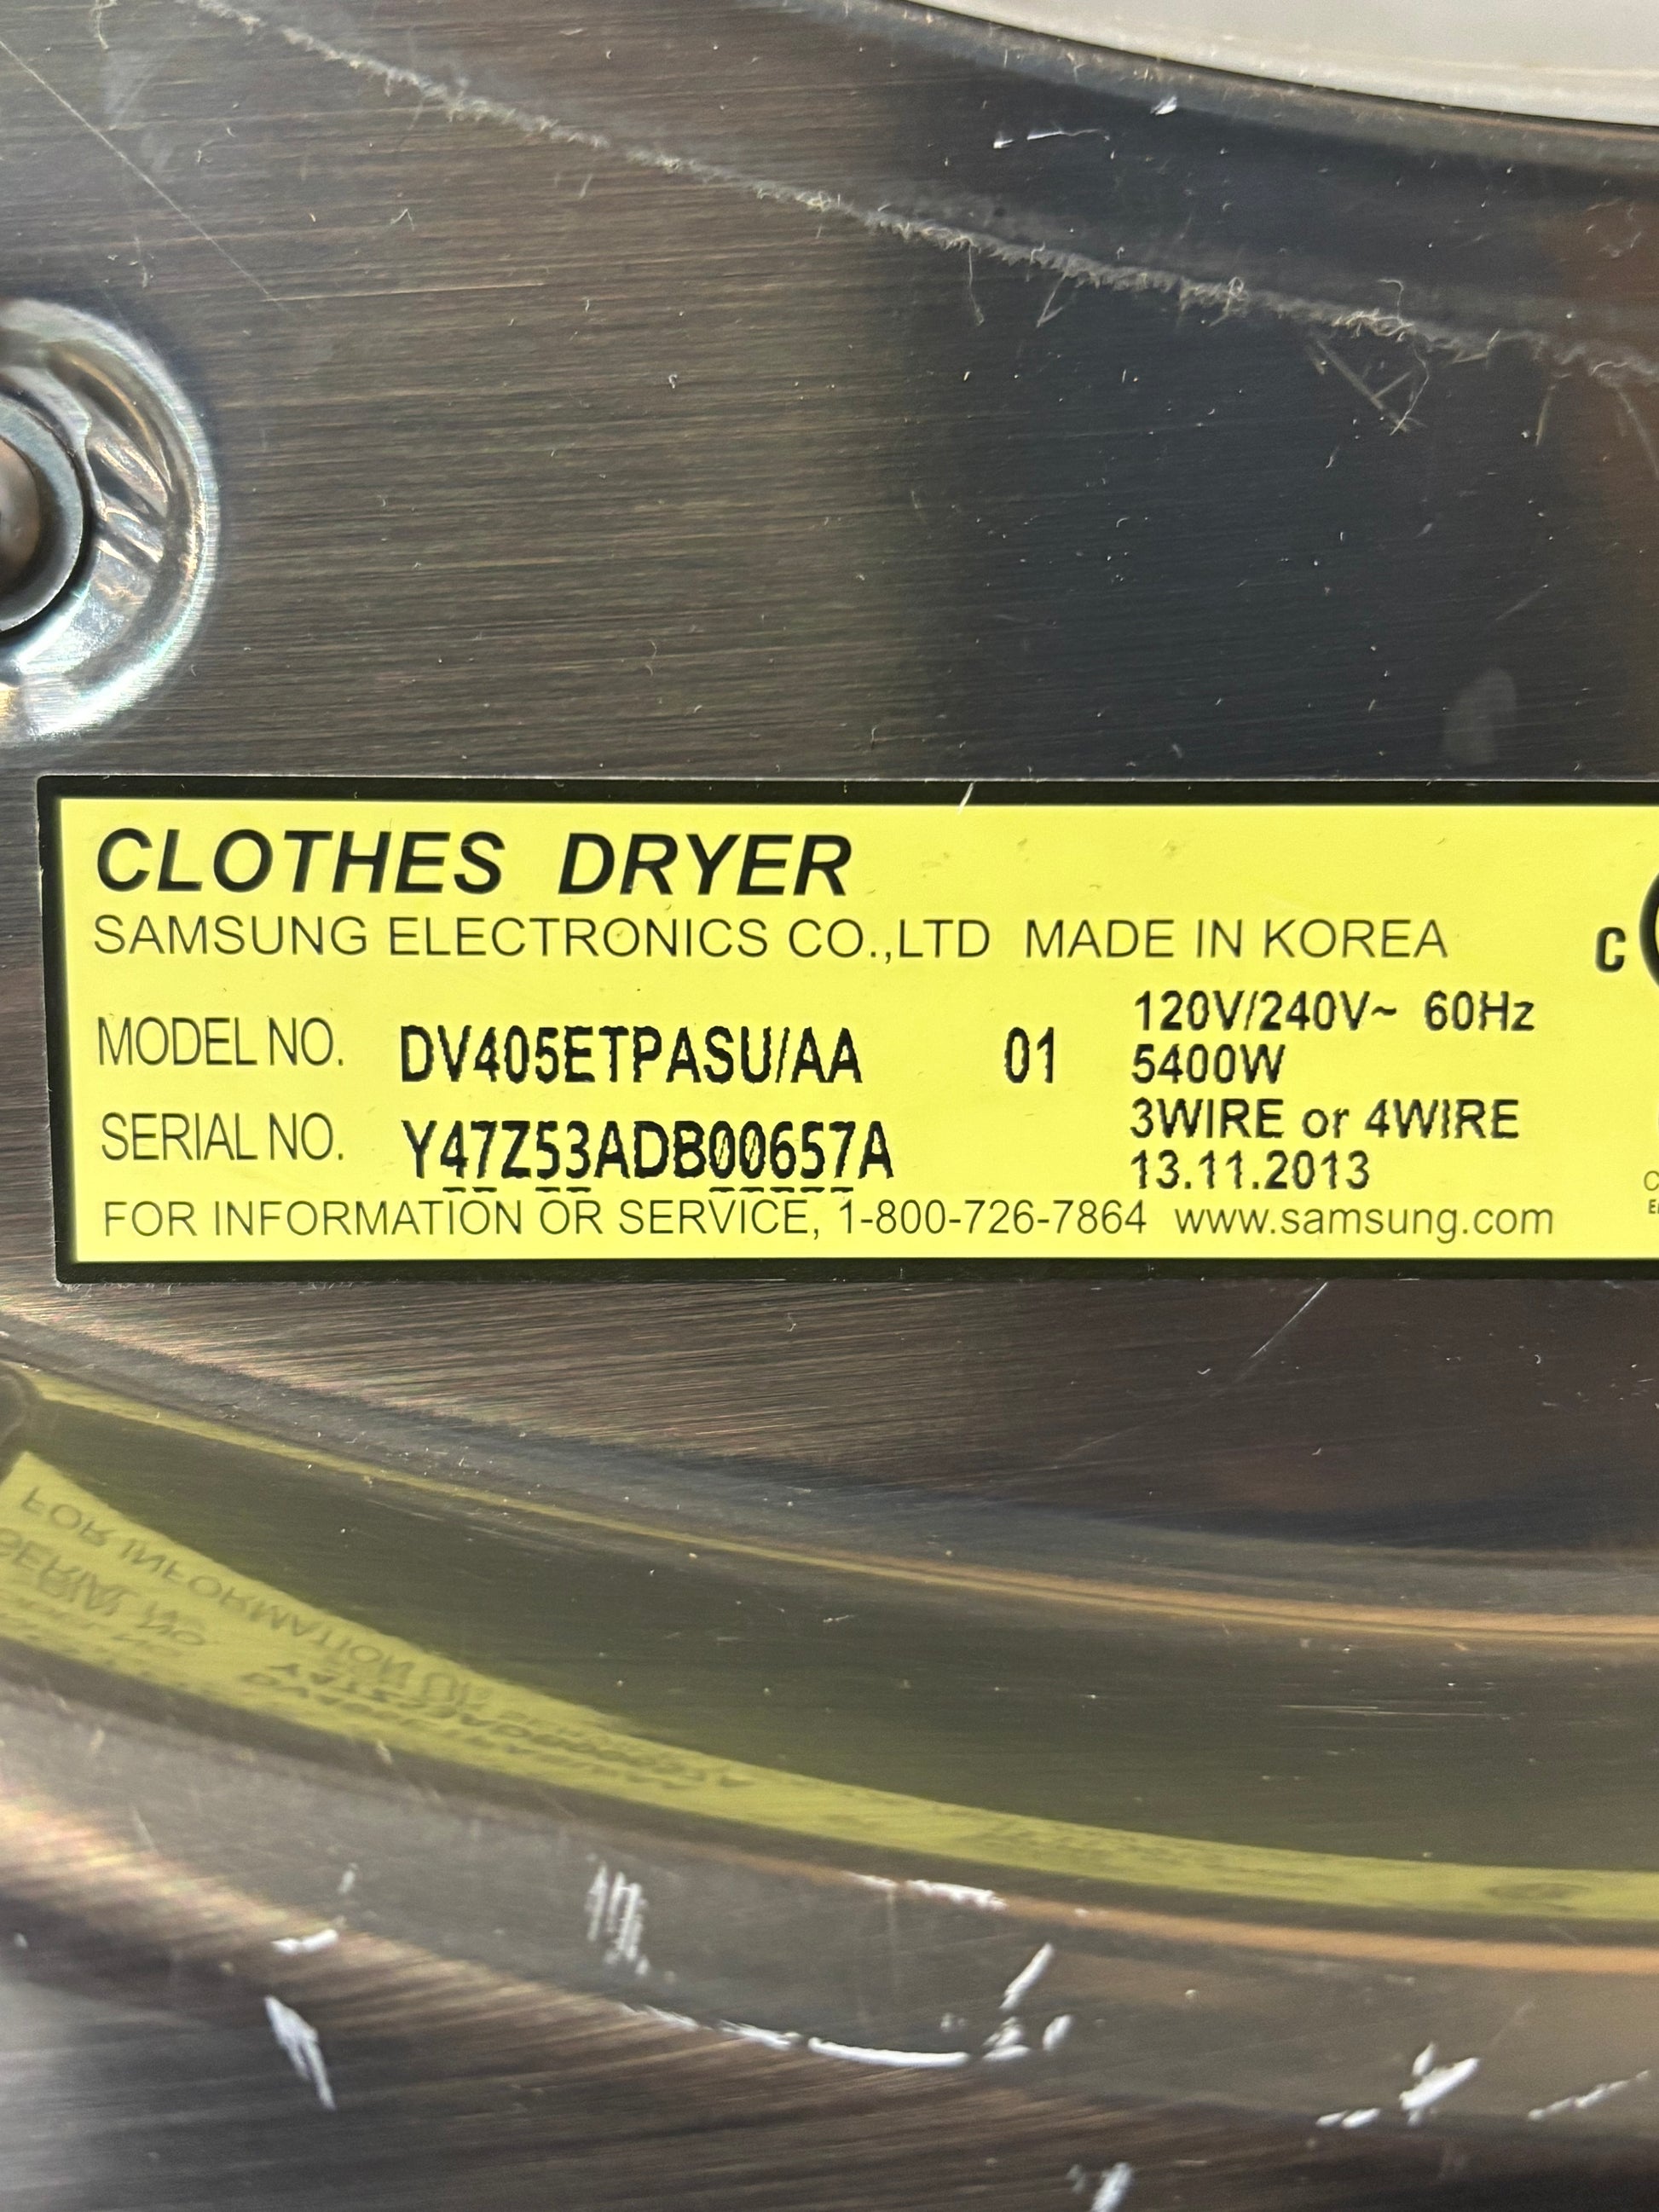 CLOTHES DRYER
SAMSUNG ELECTRONICS CO.,LTD MADE IN KOREA
C
MODEL NO. DV405ETPASU/AA 01
120V/240V~ 60Hz
5400W
SERIAL NO. Y47Z53ADB00657A
3WIRE or 4WIRE
13.11.2013
FOR INFORMATION OR SERVICE, 1-800-726-7864 www.samsung.com